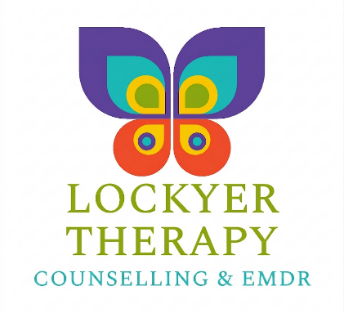 LOCKYER
THERAPY
COUNSELLING & EMDR